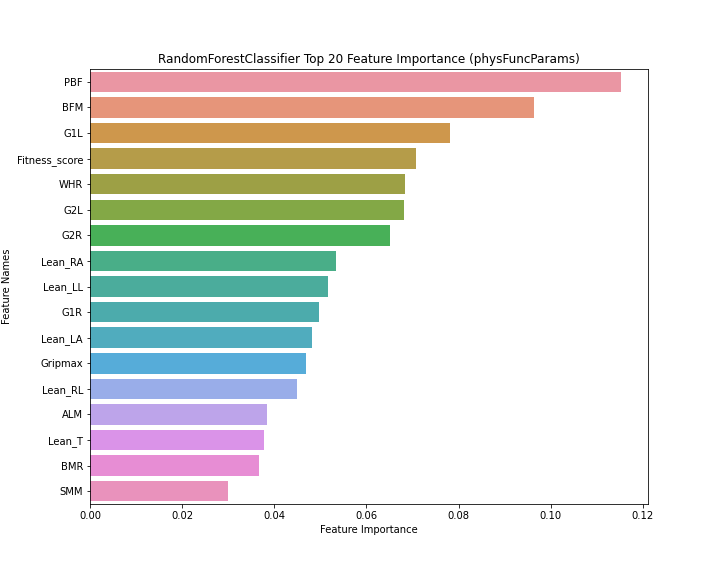 RandomForestClassifier Top 20 Feature Importance (physFuncParams)
Feature Names
PBF
BFM
G1L
Fitness_score
WHR
G2L
G2R
Lean_RA
Lean_LL
G1R
Lean_LA
Gripmax
Lean_RL
ALM
Lean_T
BMR
SMM
0.00 0.02 0.04 0.06 0.08 0.10 0.12
Feature Importance